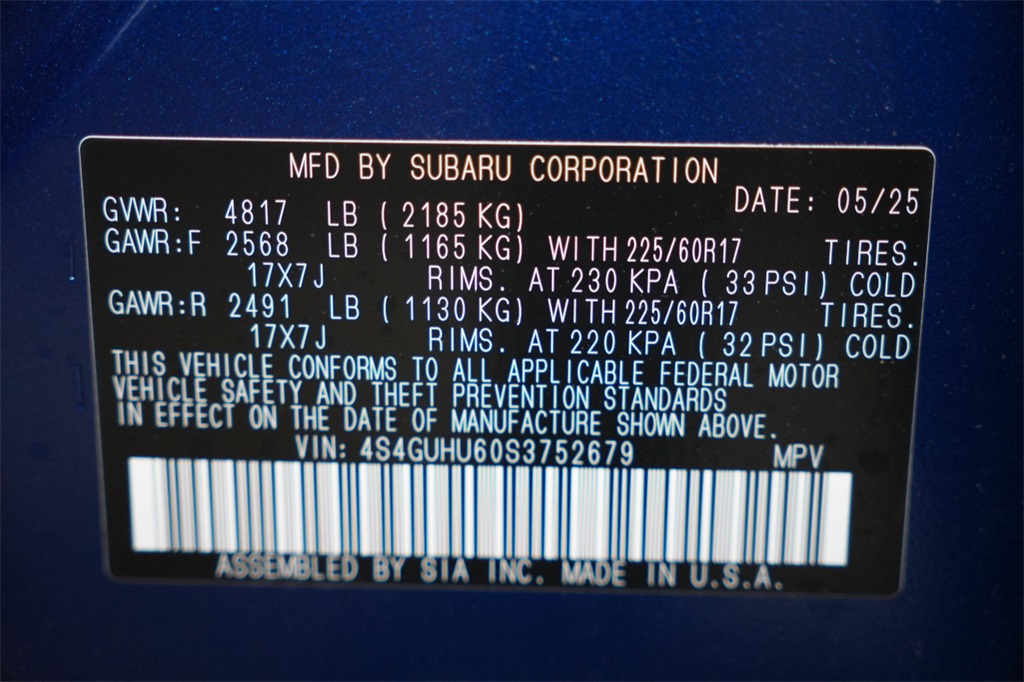 MFD BY SUBARU CORPORATION
DATE: 05/25
GVWR: 4817 LB ( 2185 KG)
GAWR:F 2568 LB ( 1165 KG) WITH 225/60R17 TIRES.
17X7J RIMS. AT 230 KPA ( 33 PSI) COLD
GAWR:R 2491 LB ( 1130 KG) WITH 225/60R17 TIRES.
17X7J RIMS. AT 220 KPA ( 32 PSI) COLD
THIS VEHICLE CONFORMS TO ALL APPLICABLE FEDERAL MOTOR
VEHICLE SAFETY AND THEFT PREVENTION STANDARDS
IN EFFECT ON THE DATE OF MANUFACTURE SHOWN ABOVE.
VIN: 4S4GUHU60S3752679 MPV
ASSEMBLED BY SIA INC. MADE IN U.S.A.